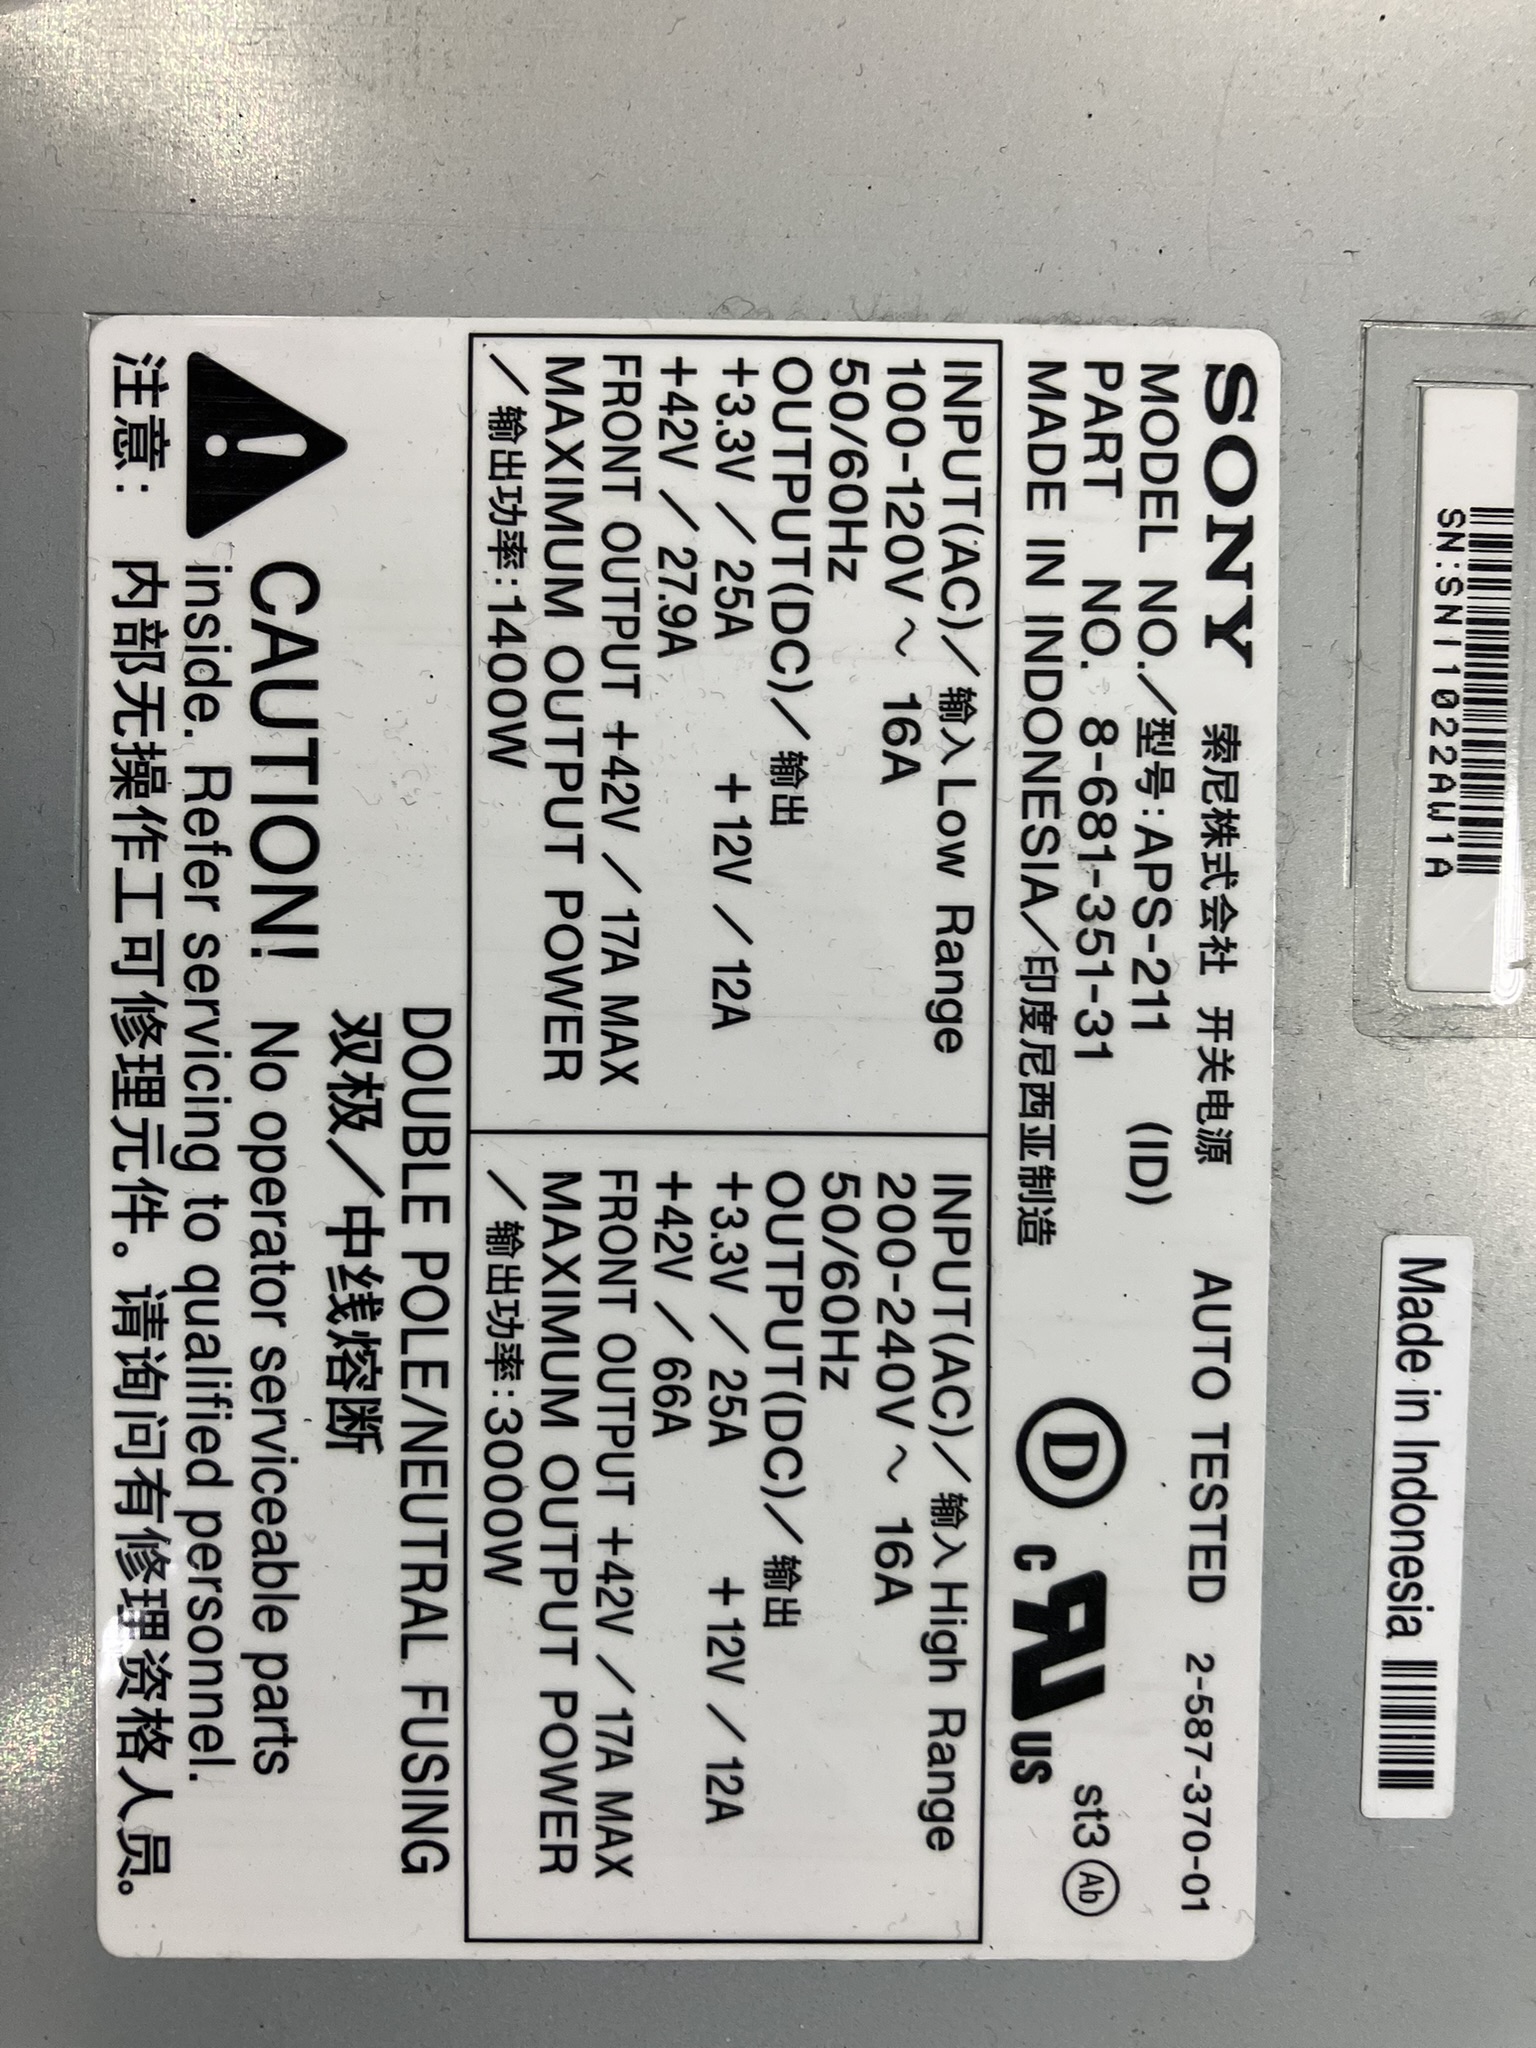 SN:SN11022AW1A
Made in Indonesia
SONY 索尼株式会社 开关电源 AUTO TESTED 2-587-370-01
MODEL NO./型号:APS-211 (ID)
PART NO. 8-681-351-31
MADE IN INDONESIA/印度尼西亚制造
D
C UR US
st3 Ab
INPUT(AC)/输入 Low Range
100-120V ~ 16A
50/60Hz
OUTPUT(DC)/输出
+3.3V / 25A +12V / 12A
+42V / 27.9A
FRONT OUTPUT +42V / 17A MAX
MAXIMUM OUTPUT POWER
/输出功率:1400W
INPUT(AC)/输入 High Range
200-240V ~ 16A
50/60Hz
OUTPUT(DC)/输出
+3.3V / 25A +12V / 12A
+42V / 66A
FRONT OUTPUT +42V / 17A MAX
MAXIMUM OUTPUT POWER
/输出功率:3000W
DOUBLE POLE/NEUTRAL FUSING
双极/中线熔断
CAUTION! No operator serviceable parts
inside. Refer servicing to qualified personnel.
注意: 内部无操作工可修理元件。请询问有修理资格人员。